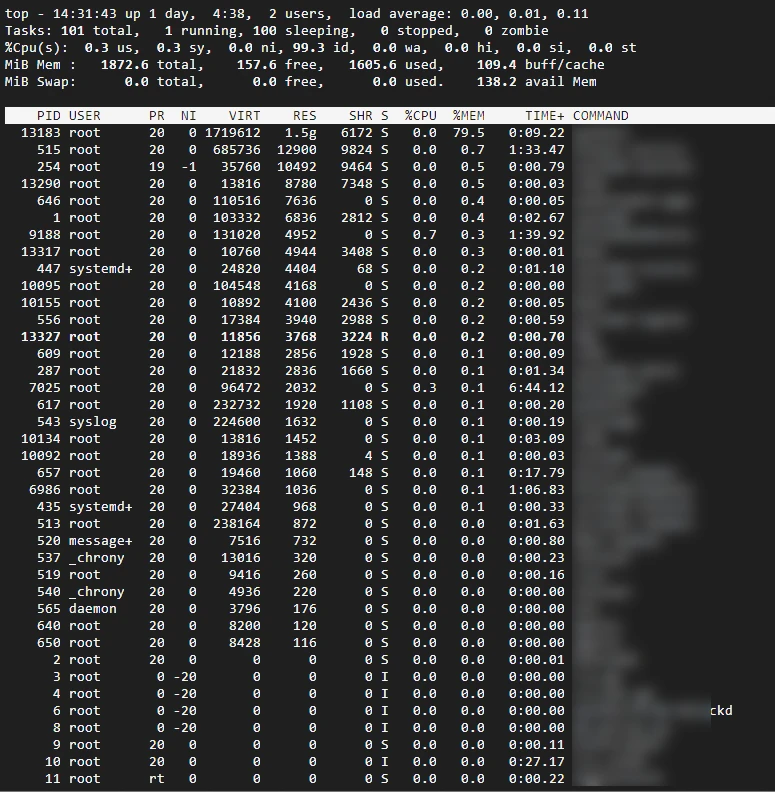 top - 14:31:43 up 1 day,  4:38,  2 users,  load average: 0.00, 0.01, 0.11
Tasks: 101 total,   1 running, 100 sleeping,   0 stopped,   0 zombie
%Cpu(s):  0.3 us,  0.3 sy,  0.0 ni, 99.3 id,  0.0 wa,  0.0 hi,  0.0 si,  0.0 st
MiB Mem :   1872.6 total,    157.6 free,   1605.6 used,    109.4 buff/cache
MiB Swap:      0.0 total,      0.0 free,      0.0 used.    138.2 avail Mem
PID USER      PR  NI    VIRT    RES    SHR S  %CPU  %MEM     TIME+ COMMAND
13183 root      20   0 1719612   1.5g   6172 S   0.0  79.5   0:09.22
515 root      20   0  685736  12900   9824 S   0.0   0.7   1:33.47
254 root      19  -1   35760  10492   9464 S   0.0   0.5   0:00.79
13290 root      20   0   13816   8780   7348 S   0.0   0.5   0:00.03
646 root      20   0  110516   7636      0 S   0.0   0.4   0:00.05
1 root      20   0  103332   6836   2812 S   0.0   0.4   0:02.67
9188 root      20   0  131020   4952      0 S   0.7   0.3   1:39.92
13317 root      20   0   10760   4944   3408 S   0.0   0.3   0:00.01
447 systemd+  20   0   24820   4404     68 S   0.0   0.2   0:01.10
10095 root      20   0  104548   4168      0 S   0.0   0.2   0:00.00
10155 root      20   0   10892   4100   2436 S   0.0   0.2   0:00.05
556 root      20   0   17384   3940   2988 S   0.0   0.2   0:00.59
13327 root      20   0   11856   3768   3224 R   0.0   0.2   0:00.70
609 root      20   0   12188   2856   1928 S   0.0   0.1   0:00.09
287 root      20   0   21832   2836   1660 S   0.0   0.1   0:01.34
7025 root      20   0   96472   2032      0 S   0.3   0.1   6:44.12
617 root      20   0  232732   1920   1108 S   0.0   0.1   0:00.20
543 syslog    20   0  224600   1632      0 S   0.0   0.1   0:00.19
10134 root      20   0   13816   1452      0 S   0.0   0.1   0:03.09
10092 root      20   0   18936   1388      4 S   0.0   0.1   0:00.03
657 root      20   0   19460   1060    148 S   0.0   0.1   0:17.79
6986 root      20   0   32384   1036      0 S   0.0   0.1   1:06.83
435 systemd+  20   0   27404    968      0 S   0.0   0.1   0:00.33
513 root      20   0  238164    872      0 S   0.0   0.0   0:01.63
520 message+  20   0    7516    732      0 S   0.0   0.0   0:00.80
537 _chrony   20   0   13016    320      0 S   0.0   0.0   0:00.23
519 root      20   0    9416    260      0 S   0.0   0.0   0:00.16
540 _chrony   20   0    4936    220      0 S   0.0   0.0   0:00.00
565 daemon    20   0    3796    176      0 S   0.0   0.0   0:00.00
640 root      20   0    8200    120      0 S   0.0   0.0   0:00.00
650 root      20   0    8428    116      0 S   0.0   0.0   0:00.00
2 root      20   0       0      0      0 S   0.0   0.0   0:00.01
3 root       0 -20       0      0      0 I   0.0   0.0   0:00.00
4 root       0 -20       0      0      0 I   0.0   0.0   0:00.00
6 root       0 -20       0      0      0 I   0.0   0.0   0:00.00 ckd
8 root       0 -20       0      0      0 I   0.0   0.0   0:00.00
9 root      20   0       0      0      0 S   0.0   0.0   0:00.11
10 root      20   0       0      0      0 I   0.0   0.0   0:27.17
11 root      rt   0       0      0      0 S   0.0   0.0   0:00.22